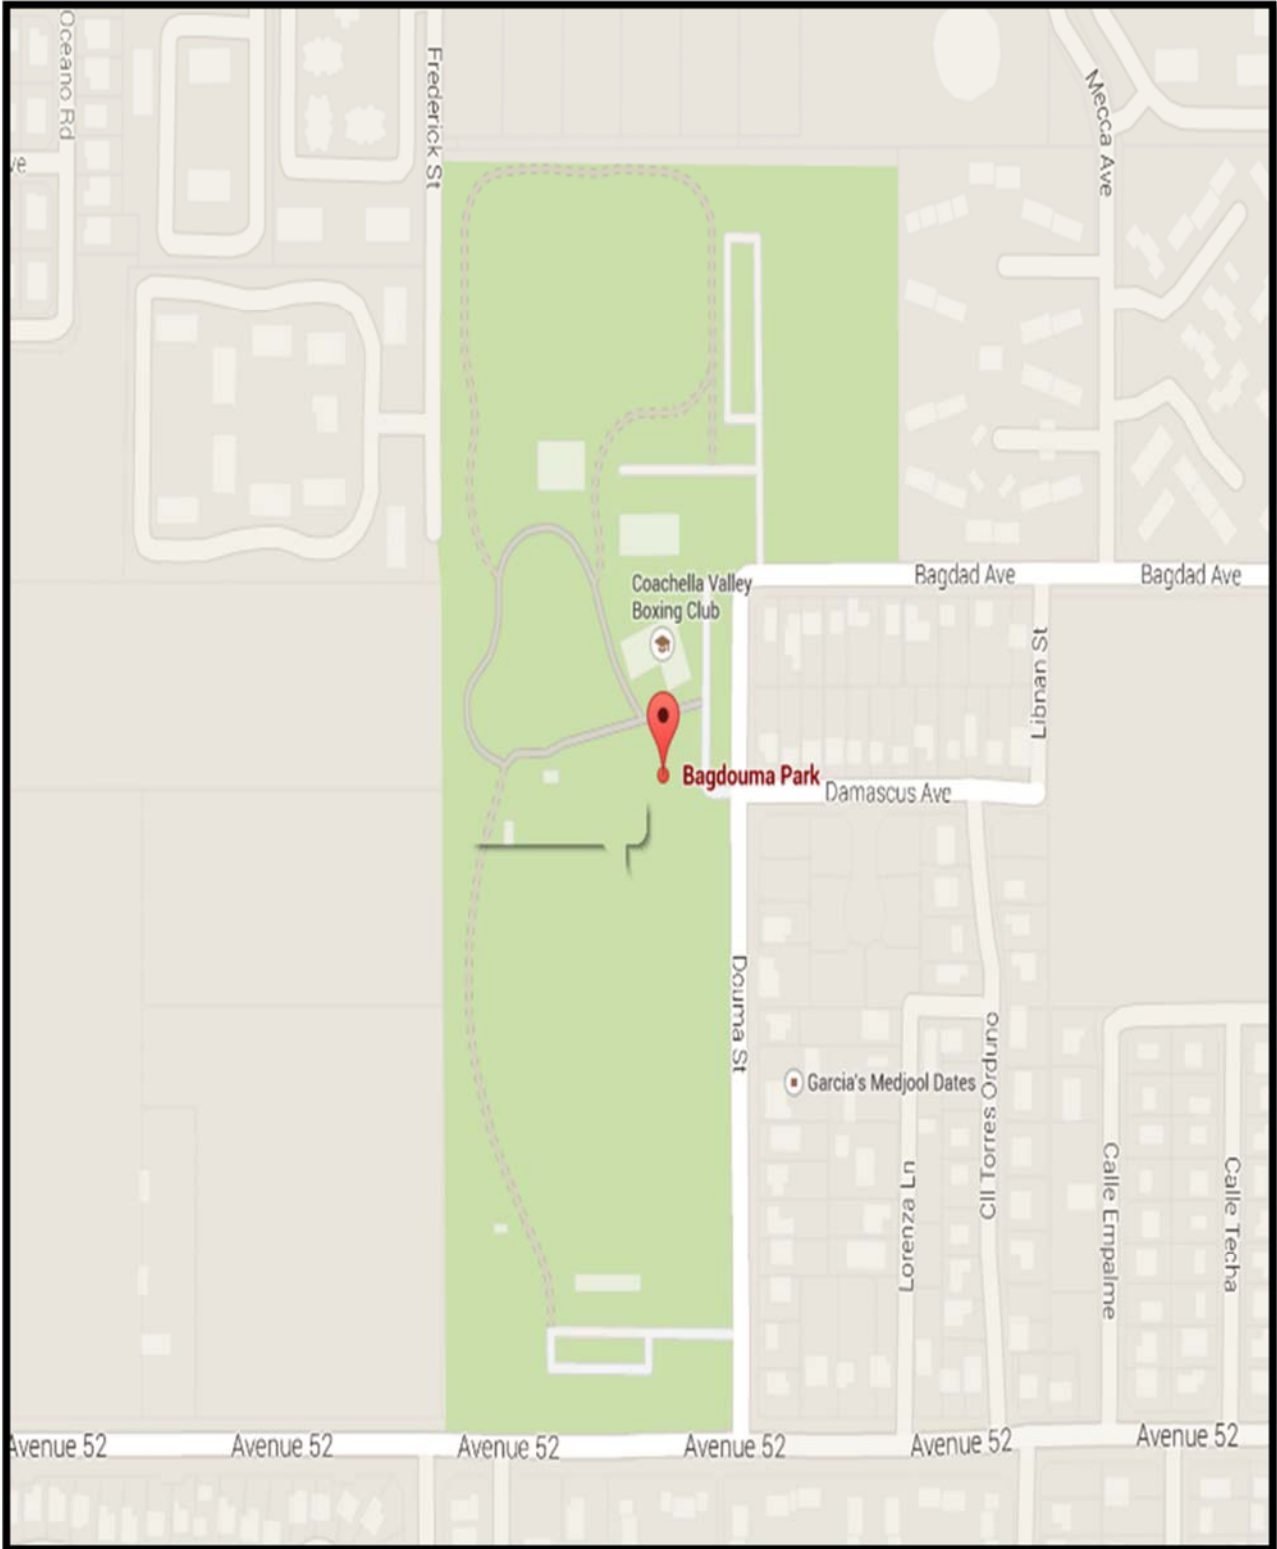 Oceano Rd
Frederick St
Mecca Ave
ve
Coachella Valley
Boxing Club
Bagdad Ave
Bagdad Ave
Libnan St
Bagdouma Park
Damascus Ave
Douma St
Garcia's Medjool Dates
Cll Torres Orduno
Lorenza Ln
Calle Empalme
Calle Techa
Avenue 52
Avenue 52
Avenue 52
Avenue 52
Avenue 52
Avenue 52